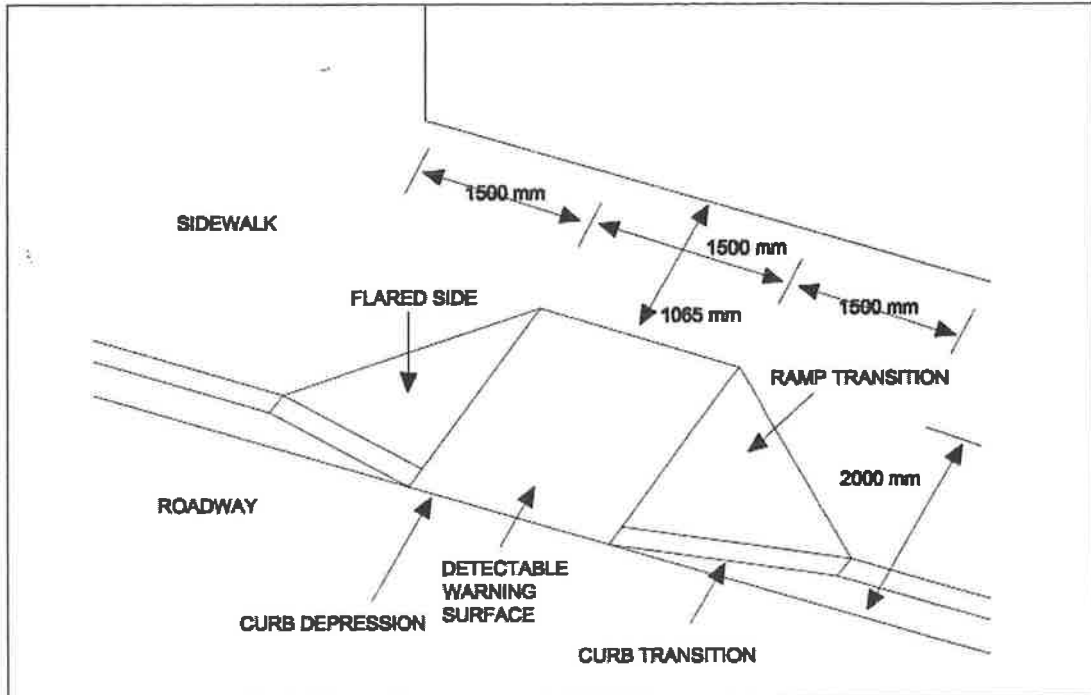 1500 mm
SIDEWALK
1500 mm
FLARED SIDE
1065 mm
1500 mm
RAMP TRANSITION
2000 mm
ROADWAY
DETECTABLE
WARNING
SURFACE
CURB DEPRESSION
CURB TRANSITION